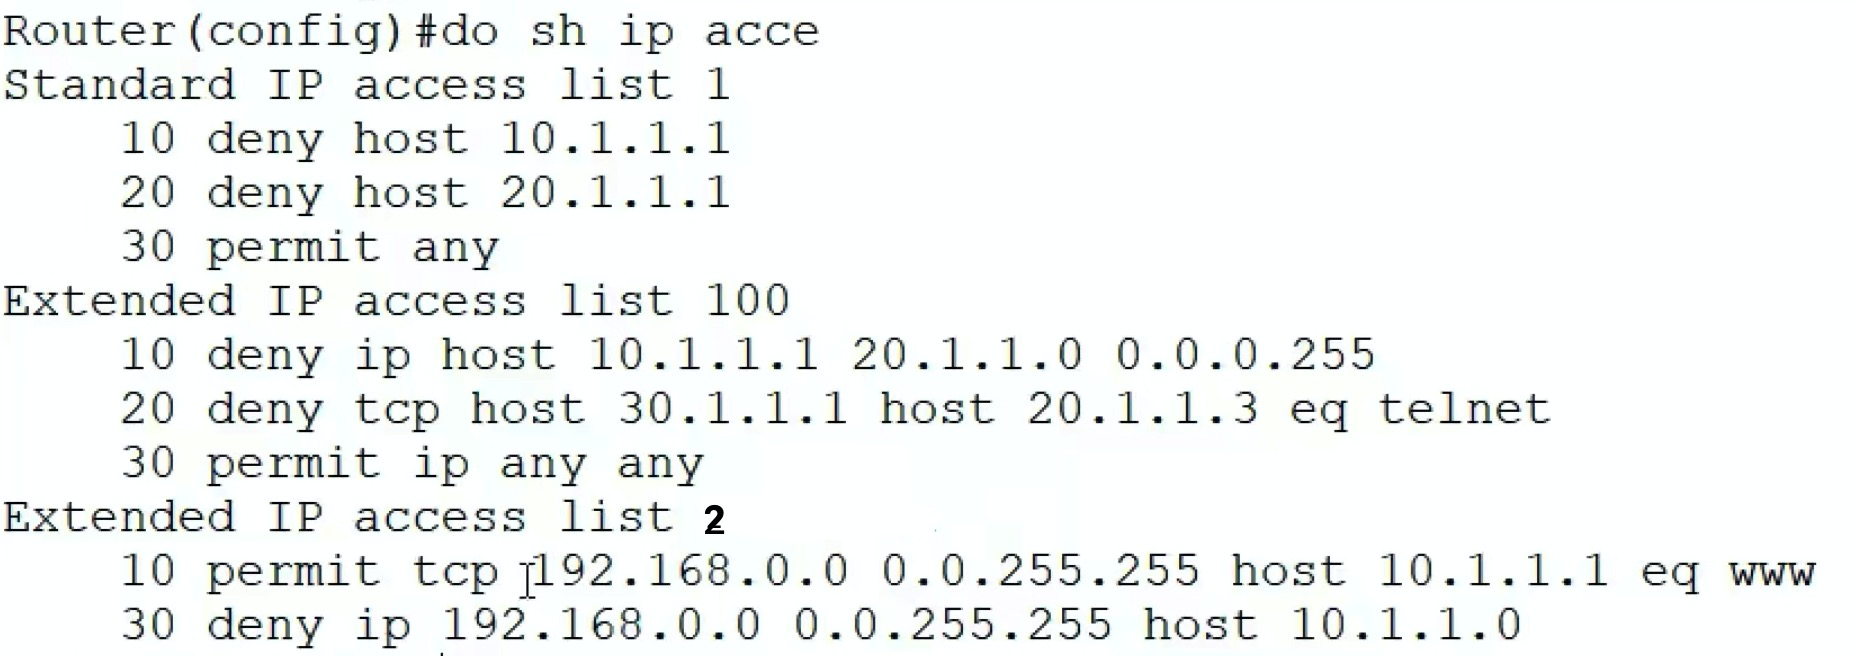 Router(config)#do sh ip acce
Standard IP access list 1
    10 deny host 10.1.1.1
    20 deny host 20.1.1.1
    30 permit any
Extended IP access list 100
    10 deny ip host 10.1.1.1 20.1.1.0 0.0.0.255
    20 deny tcp host 30.1.1.1 host 20.1.1.3 eq telnet
    30 permit ip any any
Extended IP access list 2
    10 permit tcp 192.168.0.0 0.0.255.255 host 10.1.1.1 eq www
    30 deny ip 192.168.0.0 0.0.255.255 host 10.1.1.0